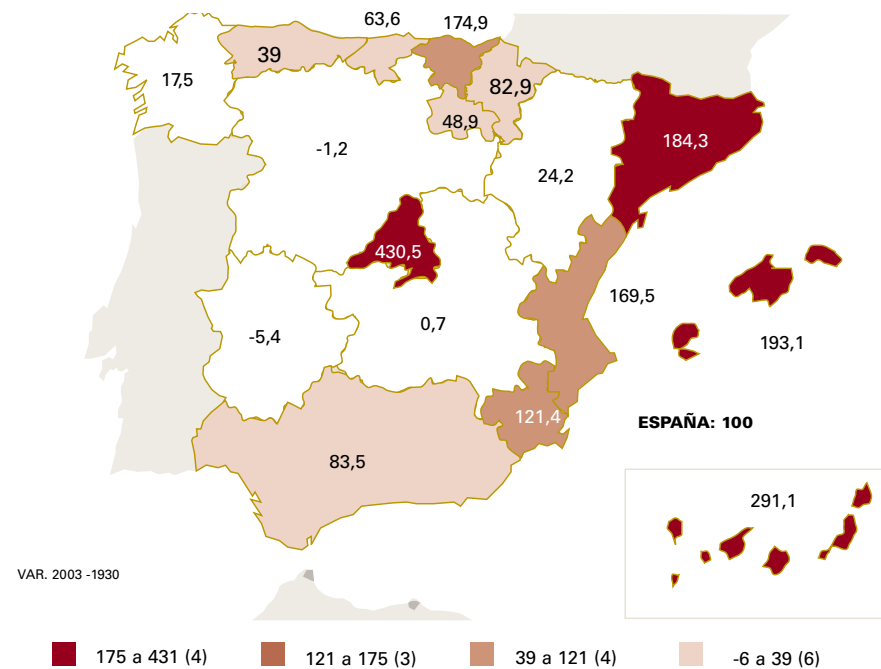 63,6
174,9
39
17,5
82,9
48,9
184,3
-1,2
24,2
430,5
169,5
0,7
-5,4
193,1
121,4
ESPAÑA: 100
83,5
291,1
VAR. 2003 -1930
175 a 431 (4)
121 a 175 (3)
39 a 121 (4)
-6 a 39 (6)